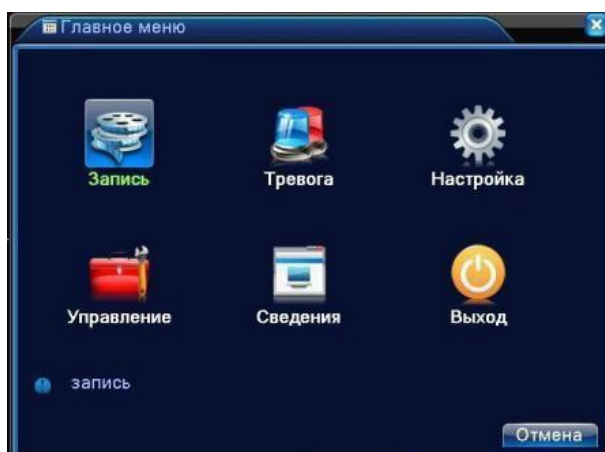 Главное меню
Запись Тревога Настройка
Управление Сведения Выход
запись
Отмена